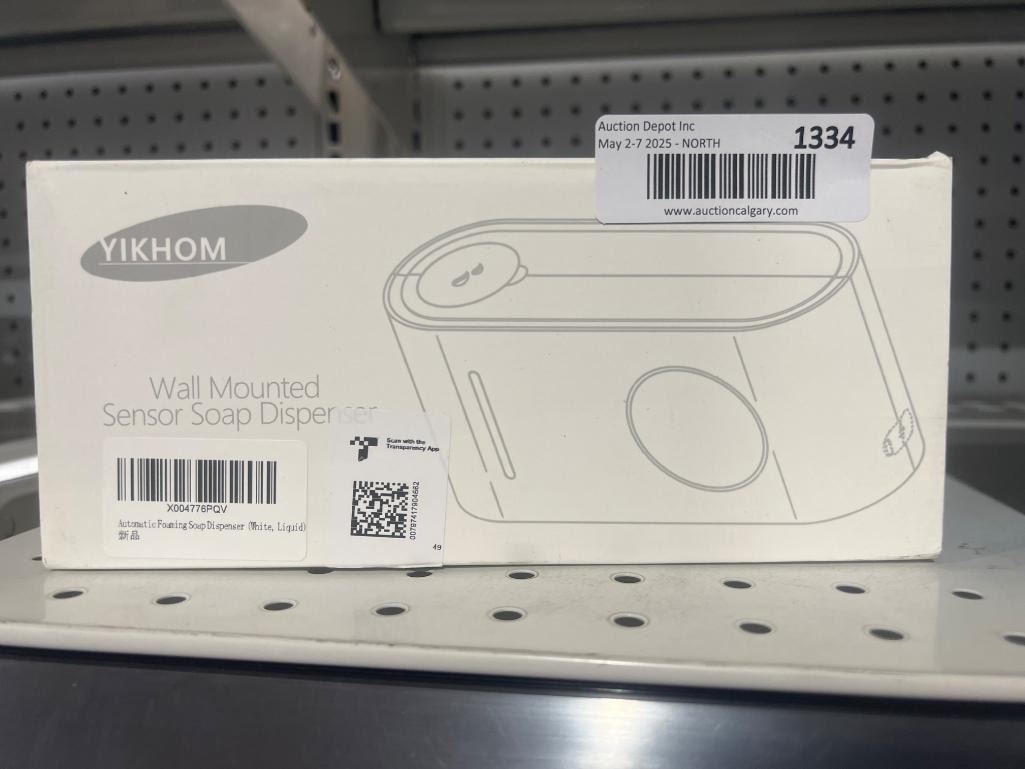 Auction Depot Inc
May 2-7 2025 - NORTH
1334
www.auctioncalgary.com
YIKHOM
Wall Mounted
Sensor Soap Dispenser
Scan with the
Transparency App
X004776PQV
Automatic Foaming Soap Dispenser (White, Liquid)
新品
00797417904662
49